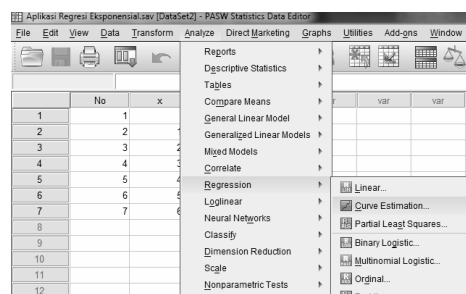 Aplikasi Regresi Eksponensial.sav [DataSet2] - PASW Statistics Data Editor
File Edit View Data Transform Analyze Direct Marketing Graphs Utilities Add-ons Window
Reports
Descriptive Statistics
Tables
Compare Means
General Linear Model
Generalized Linear Models
Mixed Models
Correlate
Regression
Loglinear
Neural Networks
Classify
Dimension Reduction
Scale
Nonparametric Tests
Linear...
Curve Estimation...
Partial Least Squares...
Binary Logistic...
Multinomial Logistic...
Ordinal...
No x var var
1 1
2 2
3 3
4 4
5 5
6 6
7 7
8
9
10
11
12